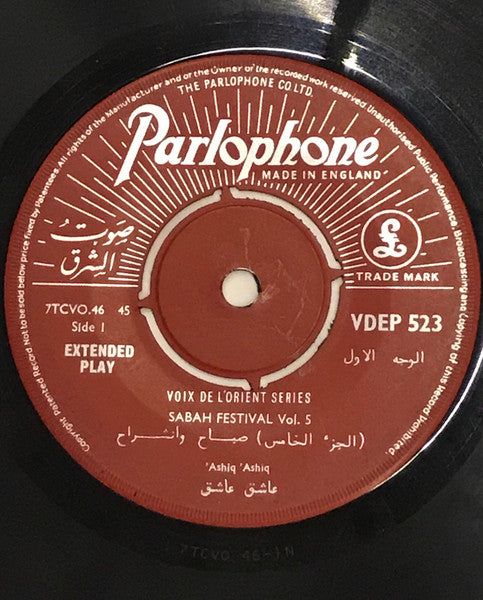 All rights of the Manufacturer and of the Owner of the recorded work reserved Unauthorised Public Performance Broadcasting and Copying of this Record Prohibited.
Copyright. Patented Record Not to be sold below price fixed by Patentees.
THE PARLOPHONE CO LTD.
Parlophone
MADE IN ENGLAND
صوت
الشرق
£
TRADE MARK
7TCVO.46 45
Side 1
VDEP 523
EXTENDED
PLAY
الوجه الاول
VOIX DE L'ORIENT SERIES
SABAH FESTIVAL Vol. 5
صباح وانشراح (الجزء الخامس)
'Ashiq 'Ashiq
عاشق عاشق
7TCVO 46-1N